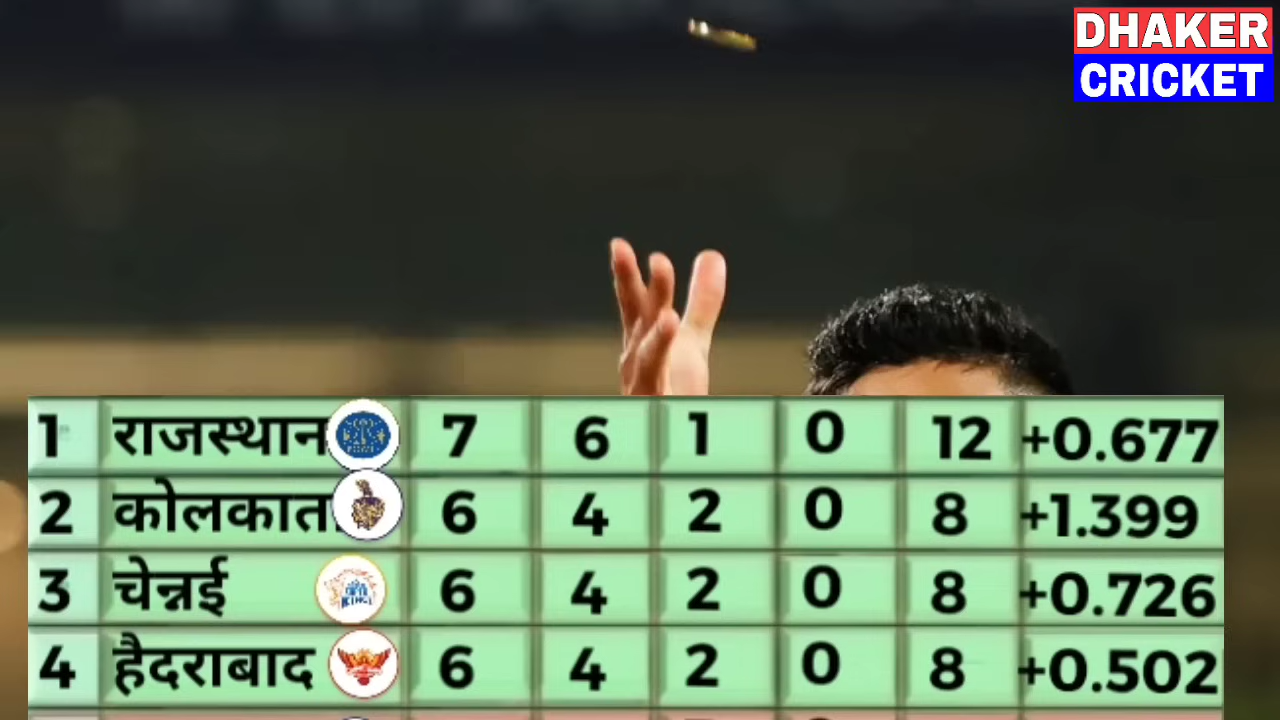 DHAKER
CRICKET
1 राजस्थान 7 6 1 0 12 +0.677
2 कोलकाता 6 4 2 0 8 +1.399
3 चेन्नई 6 4 2 0 8 +0.726
4 हैदराबाद 6 4 2 0 8 +0.502